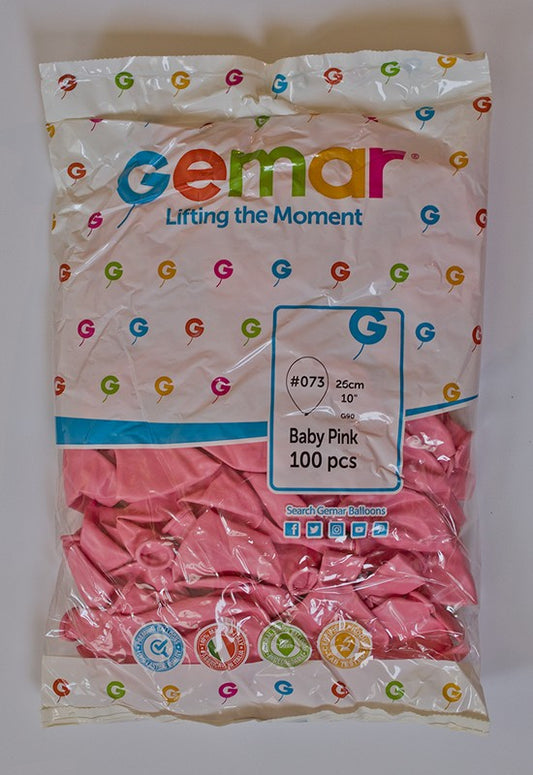 Gemar®
Lifting the Moment
G
#073
26cm
10"
G90
Baby Pink
100 pcs
Search Gemar Balloons